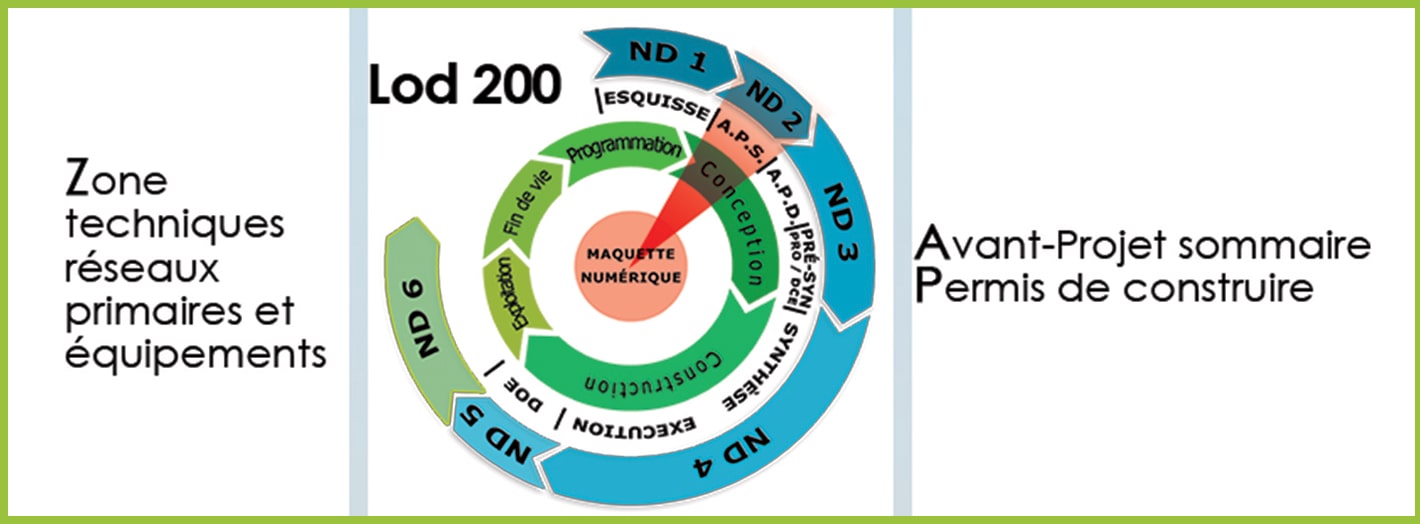 Zone
techniques
réseaux
primaires et
équipements
Lod 200
ND 1
ND 2
ND 3
ND 4
ND 5
ND 6
ESQUISSE
A.P.S.
A.P.D.
PRÉ-SYN
PRO / DCE
SYNTHÈSE
EXECUTION
DOE
Programmation
Conception
Construction
Exploitation
Fin de vie
MAQUETTE
NUMÉRIQUE
Avant-Projet sommaire
Permis de construire